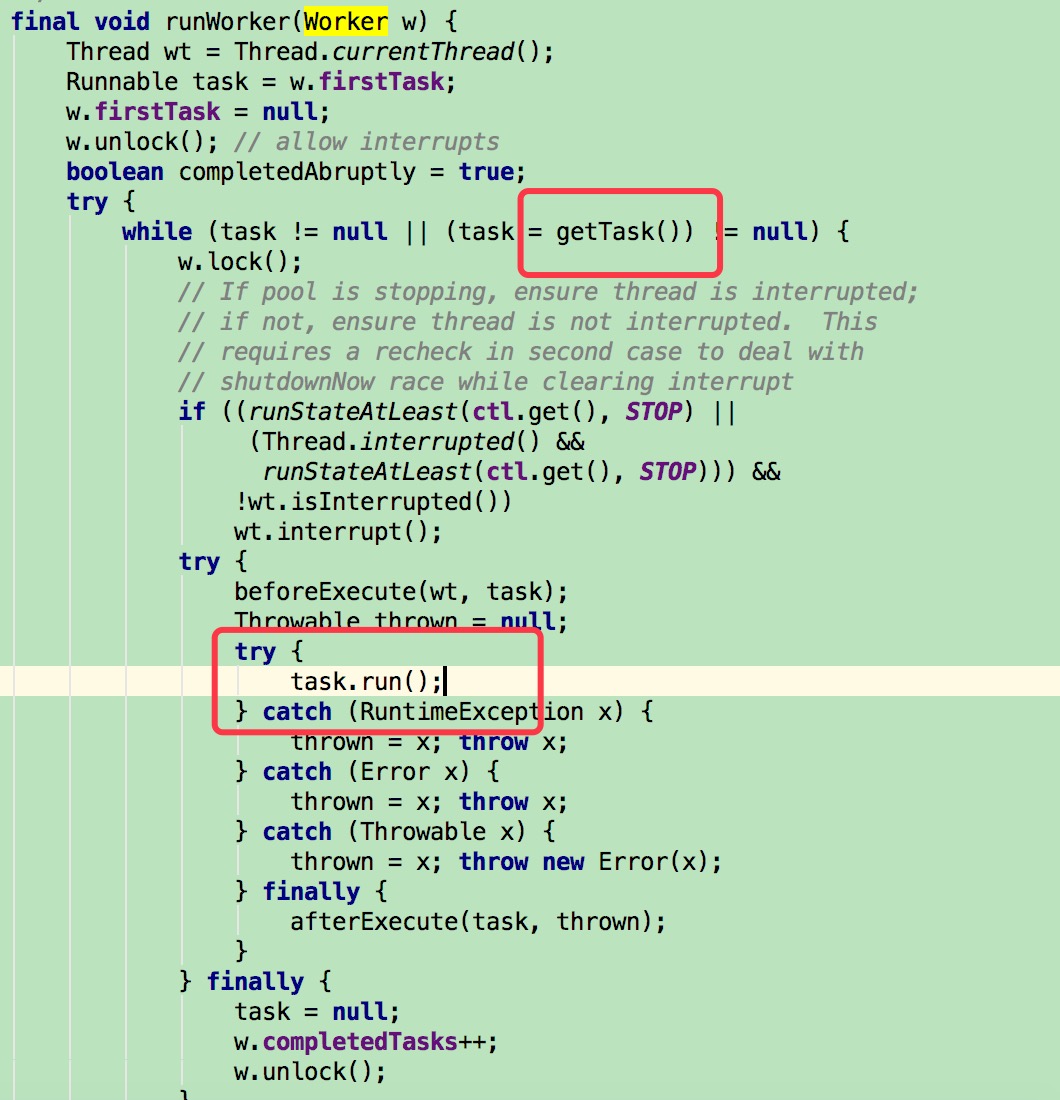 final void runWorker(Worker w) {
    Thread wt = Thread.currentThread();
    Runnable task = w.firstTask;
    w.firstTask = null;
    w.unlock(); // allow interrupts
    boolean completedAbruptly = true;
    try {
        while (task != null || (task = getTask()) != null) {
            w.lock();
            // If pool is stopping, ensure thread is interrupted;
            // if not, ensure thread is not interrupted.  This
            // requires a recheck in second case to deal with
            // shutdownNow race while clearing interrupt
            if ((runStateAtLeast(ctl.get(), STOP) ||
                 (Thread.interrupted() &&
                  runStateAtLeast(ctl.get(), STOP))) &&
                !wt.isInterrupted())
                wt.interrupt();
            try {
                beforeExecute(wt, task);
                Throwable thrown = null;
                try {
                    task.run();
                } catch (RuntimeException x) {
                    thrown = x; throw x;
                } catch (Error x) {
                    thrown = x; throw x;
                } catch (Throwable x) {
                    thrown = x; throw new Error(x);
                } finally {
                    afterExecute(task, thrown);
                }
            } finally {
                task = null;
                w.completedTasks++;
                w.unlock();
            }